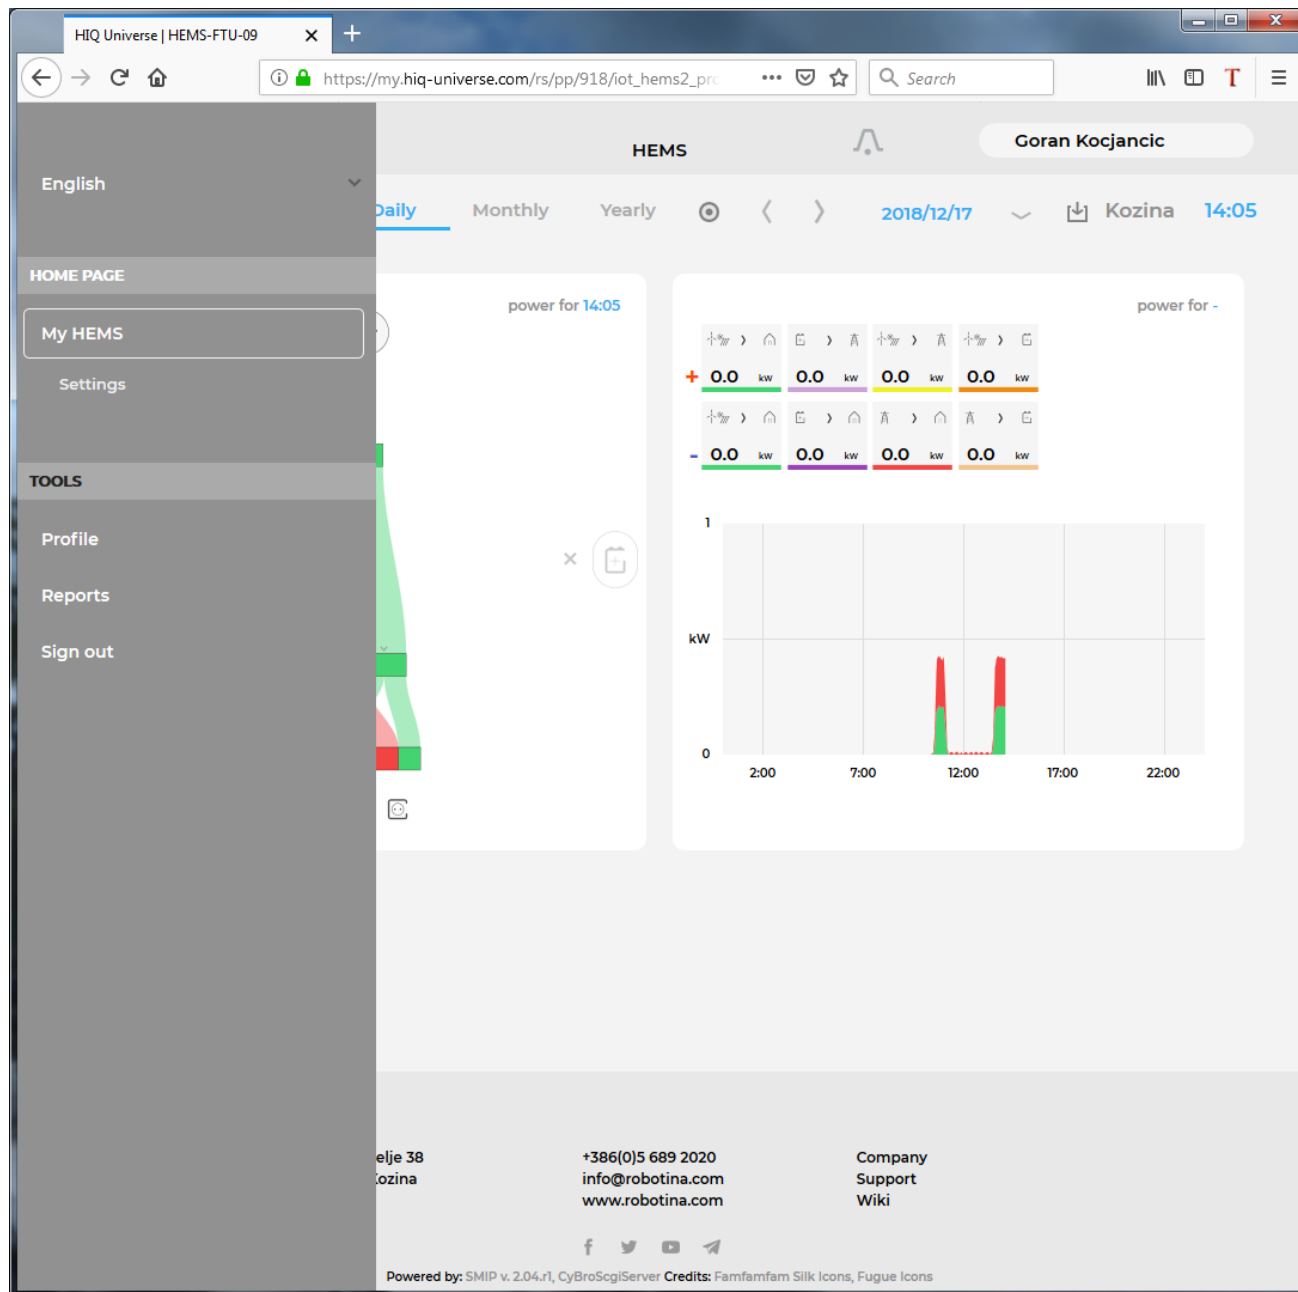 HIQ Universe | HEMS-FTU-09
https://my.hiq-universe.com/rs/pp/918/iot_hems2_pro
Search
HEMS
Goran Kocjancic
English
Daily Monthly Yearly 2018/12/17 Kozina 14:05
HOME PAGE
My HEMS
Settings
TOOLS
Profile
Reports
Sign out
power for 14:05
power for -
+ 0.0 kw 0.0 kw 0.0 kw 0.0 kw
- 0.0 kw 0.0 kw 0.0 kw 0.0 kw
1
kW
0
2:00 7:00 12:00 17:00 22:00
elje 38
Kozina
+386(0)5 689 2020
info@robotina.com
www.robotina.com
Company
Support
Wiki
Powered by: SMIP v. 2.04.r1, CyBroScgiServer Credits: Famfamfam Silk Icons, Fugue Icons